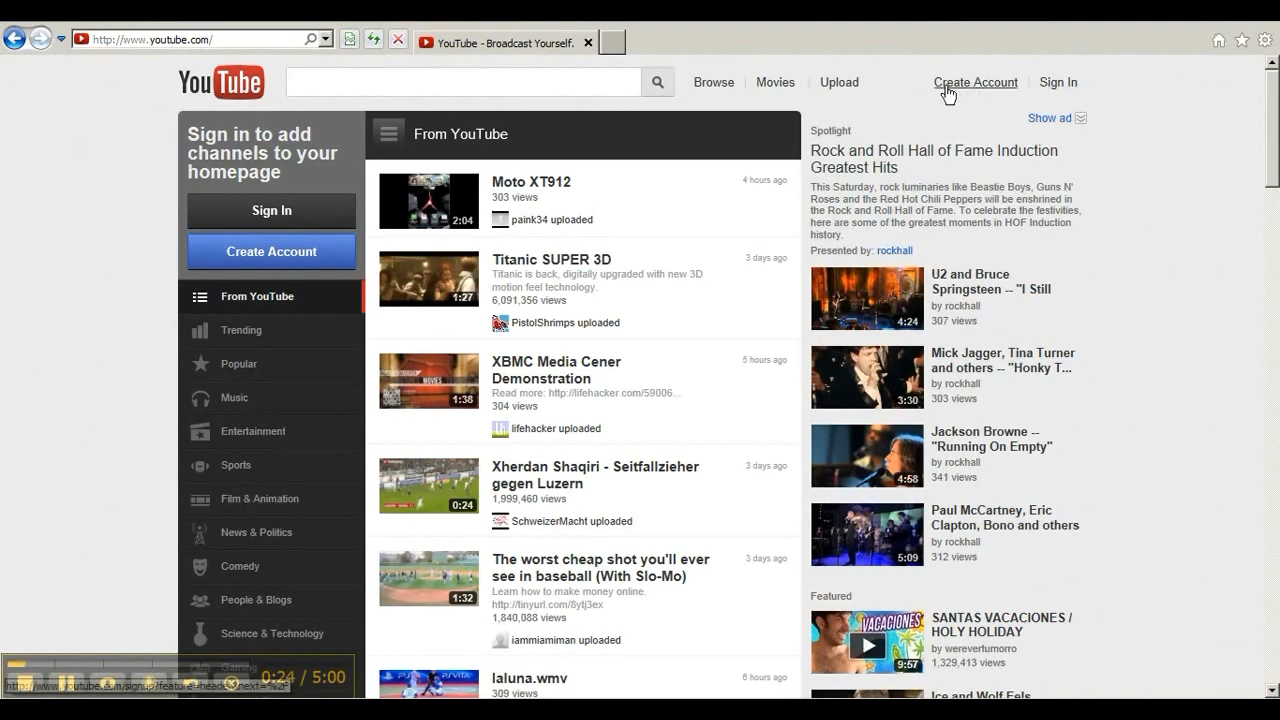 http://www.youtube.com/
YouTube - Broadcast Yourself.
YouTube
Browse
Movies
Upload
Create Account
Sign In
Show ad
Sign in to add
channels to your
homepage
Sign In
Create Account
From YouTube
Trending
Popular
Music
Entertainment
Sports
Film & Animation
News & Politics
Comedy
People & Blogs
Science & Technology
Gaming
0:24 / 5:00
From YouTube
Moto XT912
4 hours ago
303 views
paink34 uploaded
2:04
Titanic SUPER 3D
3 days ago
Titanic is back, digitally upgraded with new 3D
motion feel technology.
6,091,356 views
1:27
PistolShrimps uploaded
XBMC Media Cener
Demonstration
Read more: http://lifehacker.com/59006...
304 views
1:38
lifehacker uploaded
Xherdan Shaqiri - Seitfallzieher
gegen Luzern
3 days ago
1,999,460 views
0:24
SchweizerMacht uploaded
The worst cheap shot you'll ever
see in baseball (With Slo-Mo)
3 days ago
Learn how to make money online.
http://tinyurl.com/8ytj3ex
1,840,088 views
1:32
iammiamiman uploaded
laluna.wmv
6 hours ago
309 views
Spotlight
Rock and Roll Hall of Fame Induction
Greatest Hits
This Saturday, rock luminaries like Beastie Boys, Guns N'
Roses and the Red Hot Chili Peppers will be enshrined in
the Rock and Roll Hall of Fame. To celebrate the festivities,
here are some of the greatest moments in HOF Induction
history.
Presented by: rockhall
U2 and Bruce
Springsteen -- "I Still
by rockhall
307 views
4:24
Mick Jagger, Tina Turner
and others -- "Honky T...
by rockhall
303 views
3:30
Jackson Browne --
"Running On Empty"
by rockhall
341 views
4:58
Paul McCartney, Eric
Clapton, Bono and others
by rockhall
312 views
5:09
Featured
SANTAS VACACIONES /
HOLY HOLIDAY
by werevertumorro
1,329,413 views
VACACIONES
9:57
Ice and Wolf Eels